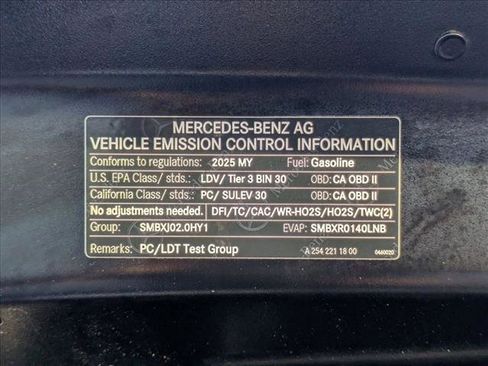 MERCEDES-BENZ AG
VEHICLE EMISSION CONTROL INFORMATION
Conforms to regulations: 2025 MY Fuel: Gasoline
U.S. EPA Class/ stds.: LDV/ Tier 3 BIN 30 OBD: CA OBD II
California Class/ stds.: PC/ SULEV 30 OBD: CA OBD II
No adjustments needed. DFI/TC/CAC/WR-HO2S/HO2S/TWC(2)
Group: SMBXJ02.0HY1 EVAP: SMBXR0140LNB
Remarks: PC/LDT Test Group A 254 221 18 00